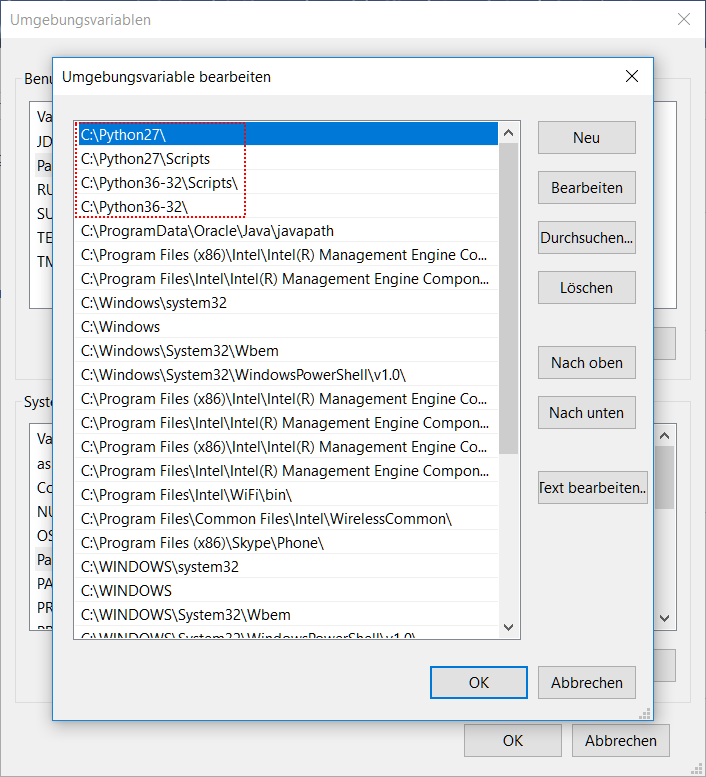 Umgebungsvariablen
Umgebungsvariable bearbeiten
Benu
Va
JD
Pa
RU
SU
TE
TM
C:\Python27\
C:\Python27\Scripts
C:\Python36-32\Scripts\
C:\Python36-32\
C:\ProgramData\Oracle\Java\javapath
C:\Program Files (x86)\Intel\Intel(R) Management Engine Co...
C:\Program Files\Intel\Intel(R) Management Engine Compon...
C:\Windows\system32
C:\Windows
C:\Windows\System32\Wbem
C:\Windows\System32\WindowsPowerShell\v1.0\
C:\Program Files (x86)\Intel\Intel(R) Management Engine Co...
C:\Program Files\Intel\Intel(R) Management Engine Compon...
C:\Program Files (x86)\Intel\Intel(R) Management Engine Co...
C:\Program Files\Intel\Intel(R) Management Engine Compon...
C:\Program Files\Intel\WiFi\bin\
C:\Program Files\Common Files\Intel\WirelessCommon\
C:\Program Files (x86)\Skype\Phone\
C:\WINDOWS\system32
C:\WINDOWS
C:\WINDOWS\System32\Wbem
C:\WINDOWS\System32\WindowsPowerShell\v1.0\
Neu
Bearbeiten
Durchsuchen...
Löschen
Nach oben
Nach unten
Text bearbeiten..
Syste
Va
as
Co
NU
OS
Pa
PA
PR
PR
OK
Abbrechen
OK
Abbrechen